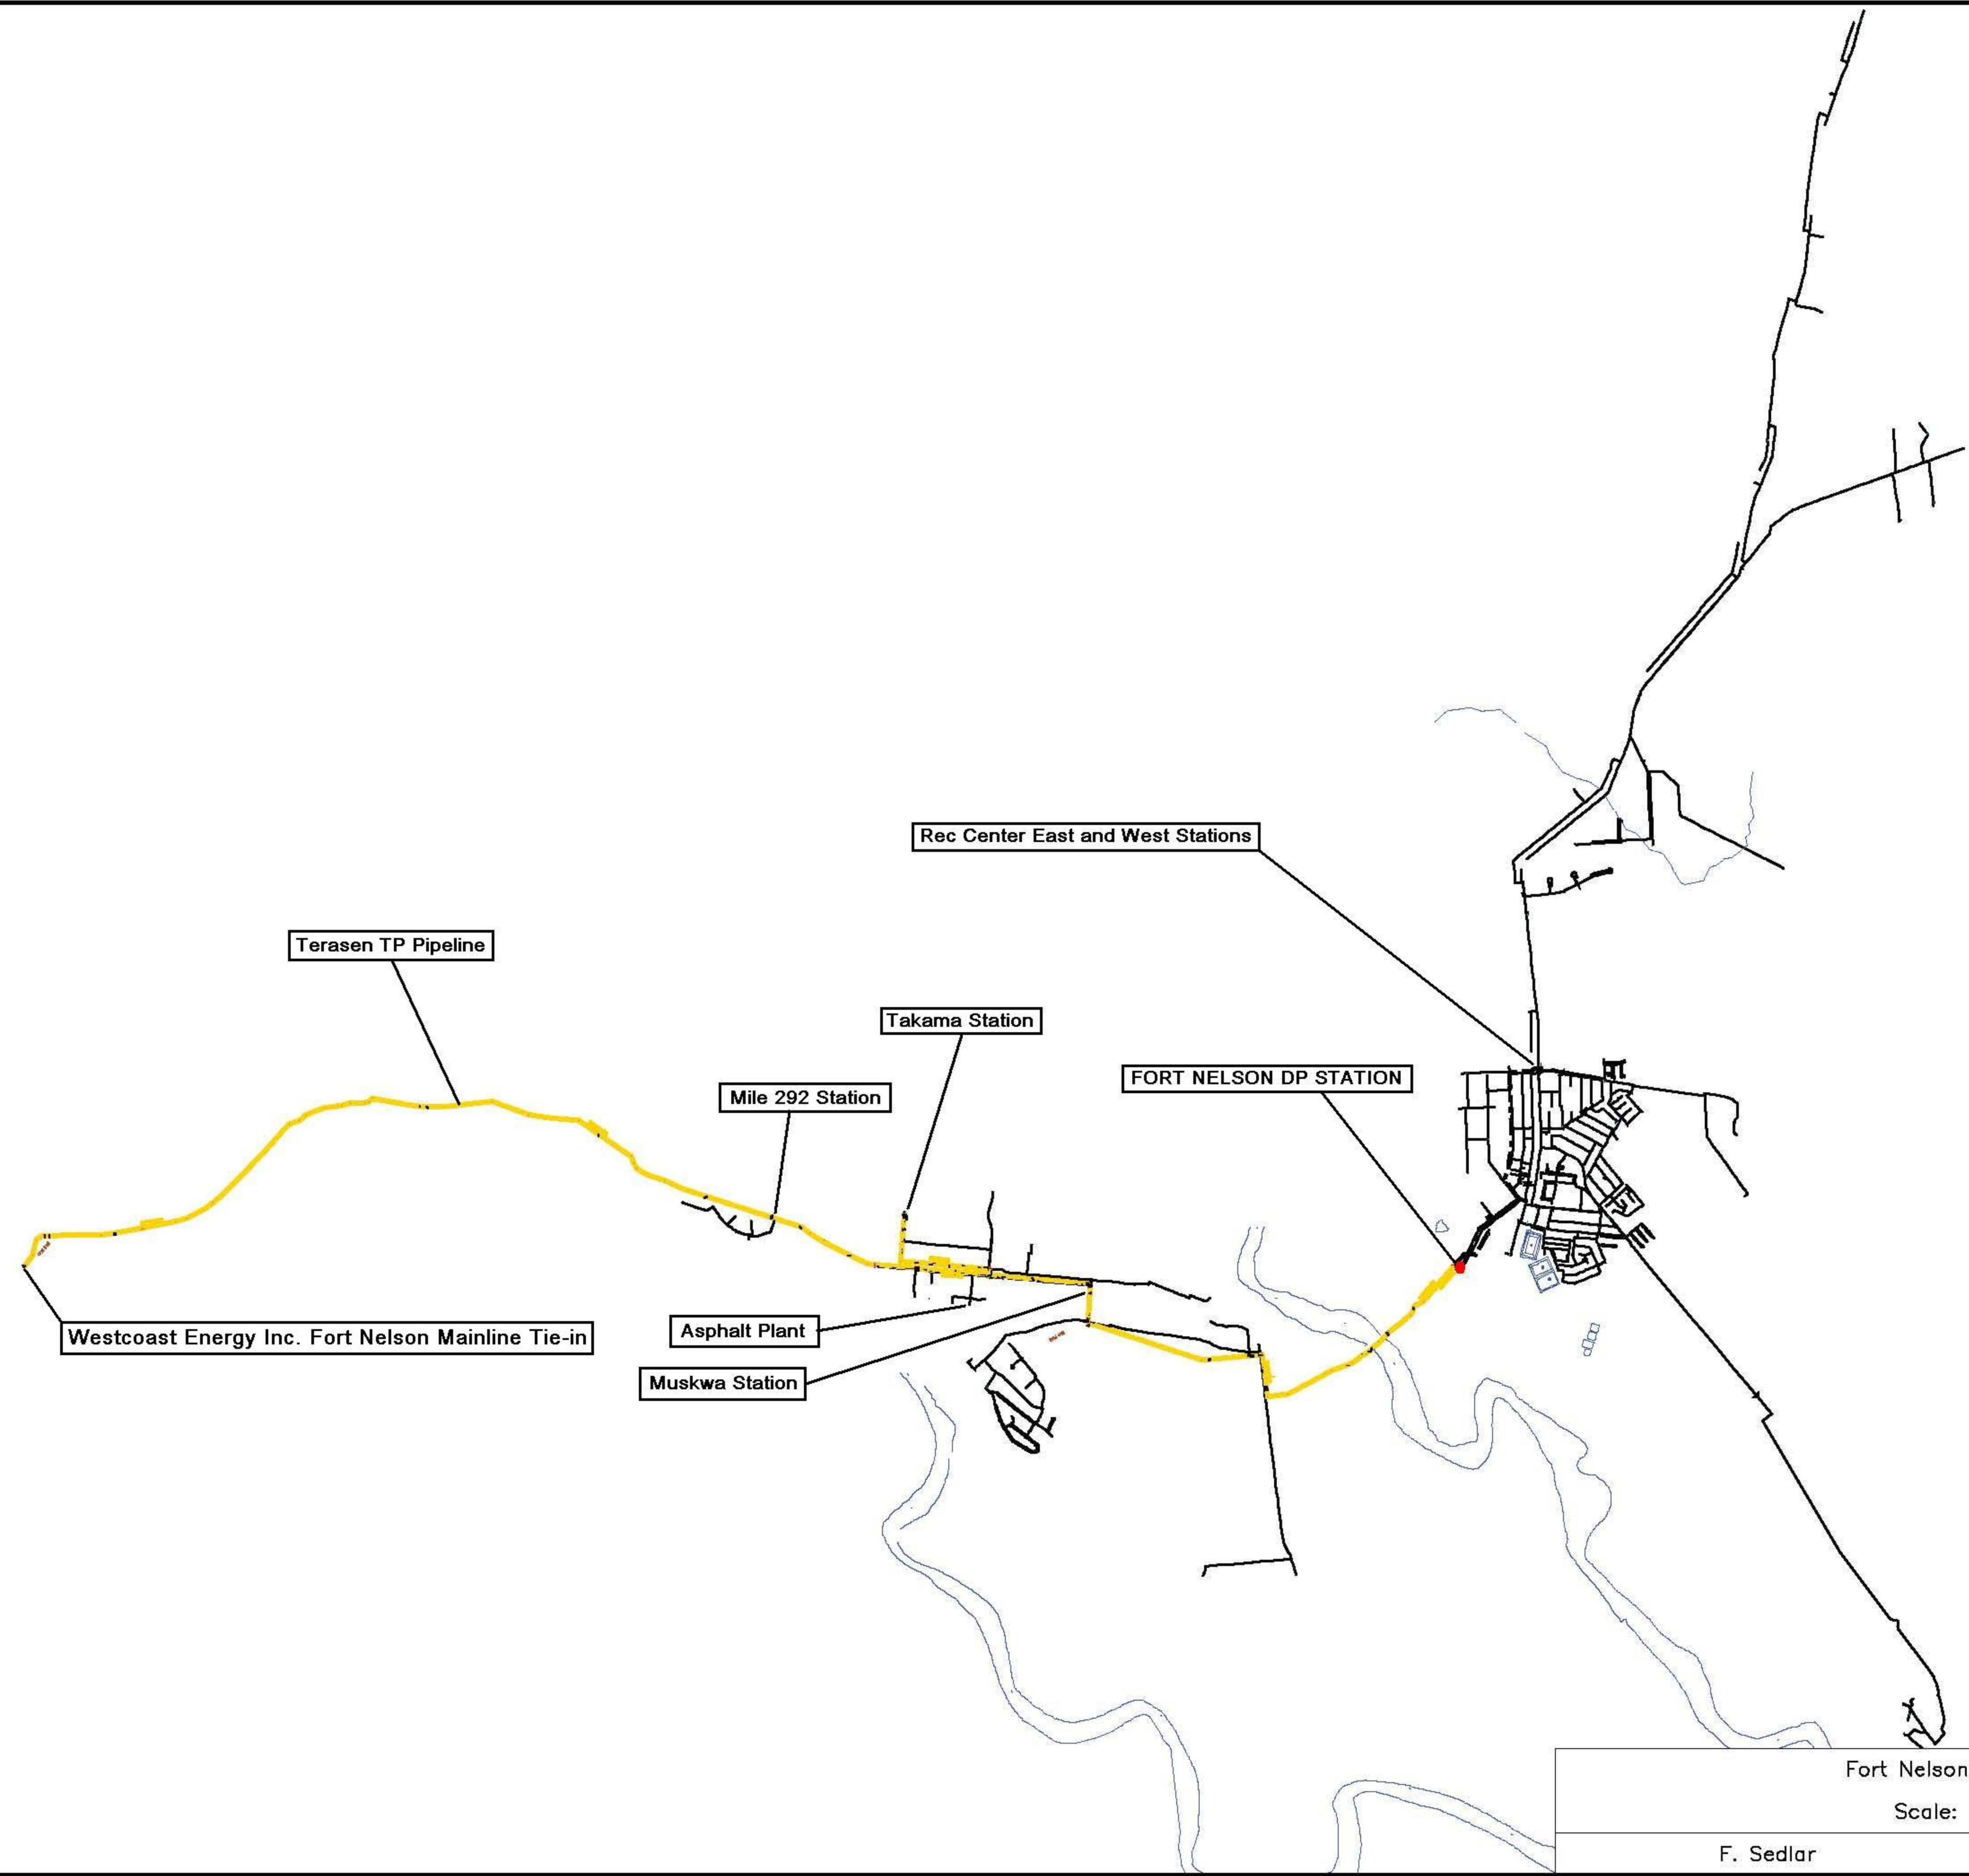 Rec Center East and West Stations
Terasen TP Pipeline
Takama Station
FORT NELSON DP STATION
Mile 292 Station
Asphalt Plant
Westcoast Energy Inc. Fort Nelson Mainline Tie-in
Muskwa Station
Fort Nelson
Scale:
F. Sedlar